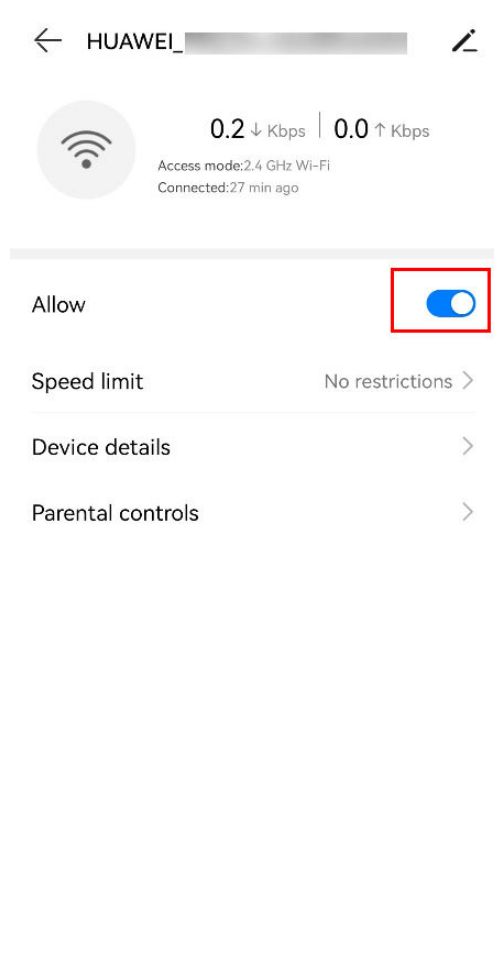 HUAWEI_
0.2 ↓ Kbps | 0.0 ↑ Kbps
Access mode:2.4 GHz Wi-Fi
Connected:27 min ago
Allow
Speed limit No restrictions >
Device details >
Parental controls >